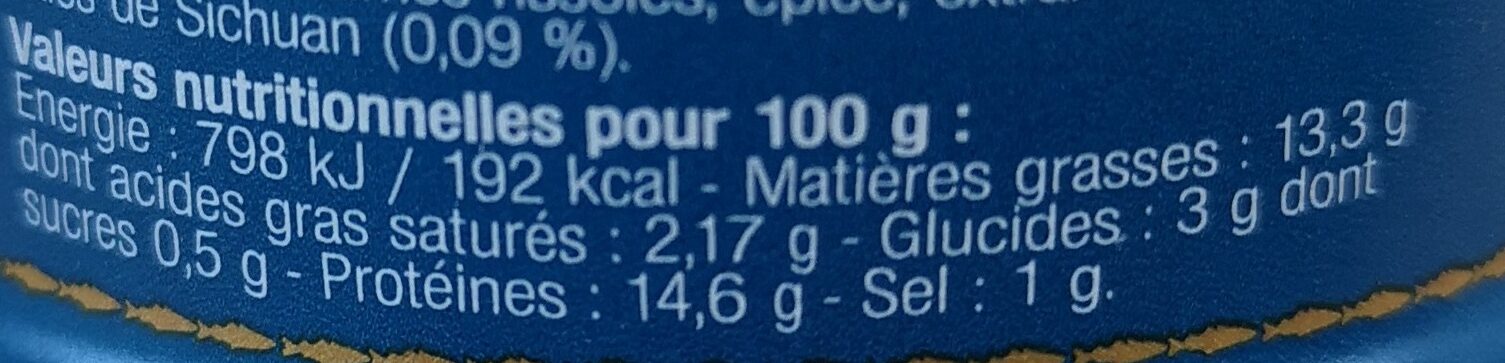 de Sichuan (0,09 %).
Valeurs nutritionnelles pour 100 g :
Energie : 798 kJ / 192 kcal - Matières grasses : 13,3 g
dont acides gras saturés : 2,17 g - Glucides : 3 g dont
sucres 0,5 g - Protéines : 14,6 g - Sel : 1 g.